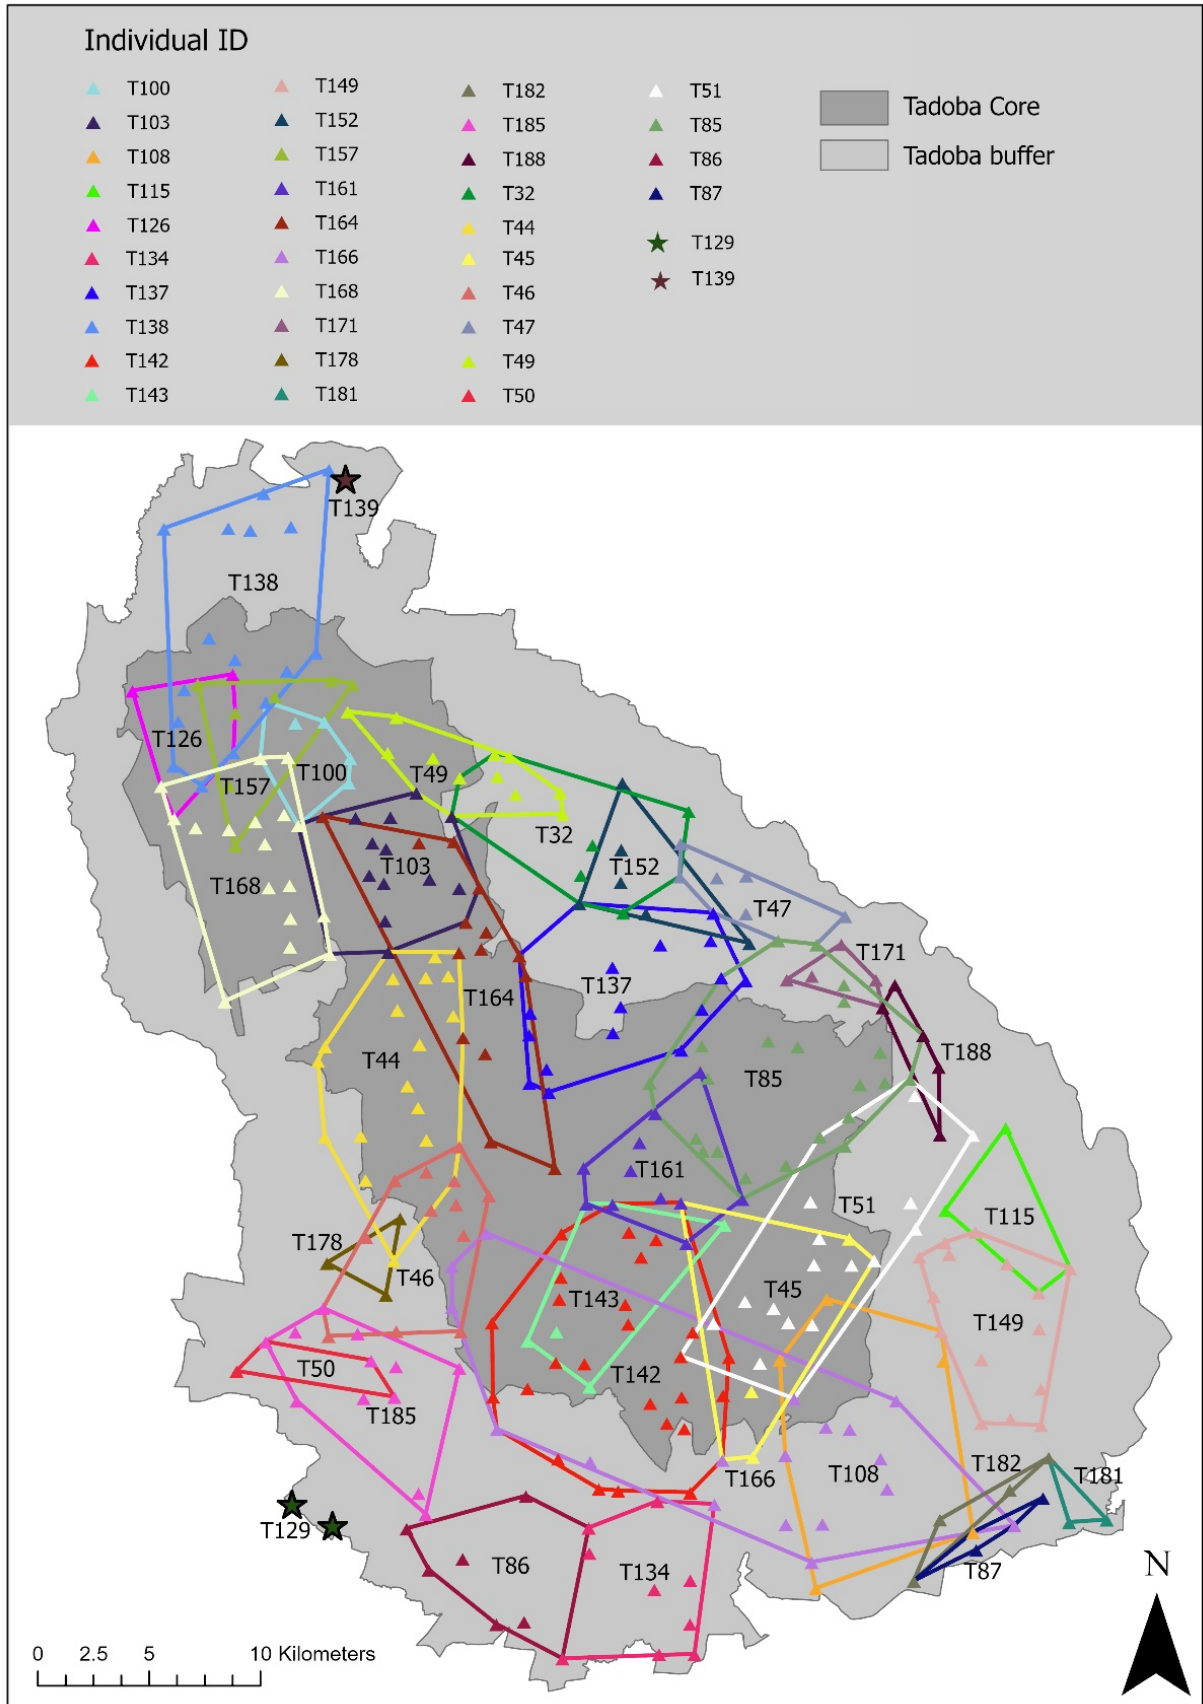 Individual ID
T100
T103
T108
T115
T126
T134
T137
T138
T142
T143
T149
T152
T157
T161
T164
T166
T168
T171
T178
T181
T182
T185
T188
T32
T44
T45
T46
T47
T49
T50
T51
T85
T86
T87
T129
T139
Tadoba Core
Tadoba buffer
T139
T138
T126
T157
T100
T49
T32
T103
T152
T168
T47
T171
T164
T137
T44
T188
T85
T161
T51
T115
T178
T46
T45
T143
T149
T50
T142
T185
T166
T108
T182
T181
T129
T86
T134
T87
N
0 2.5 5 10 Kilometers